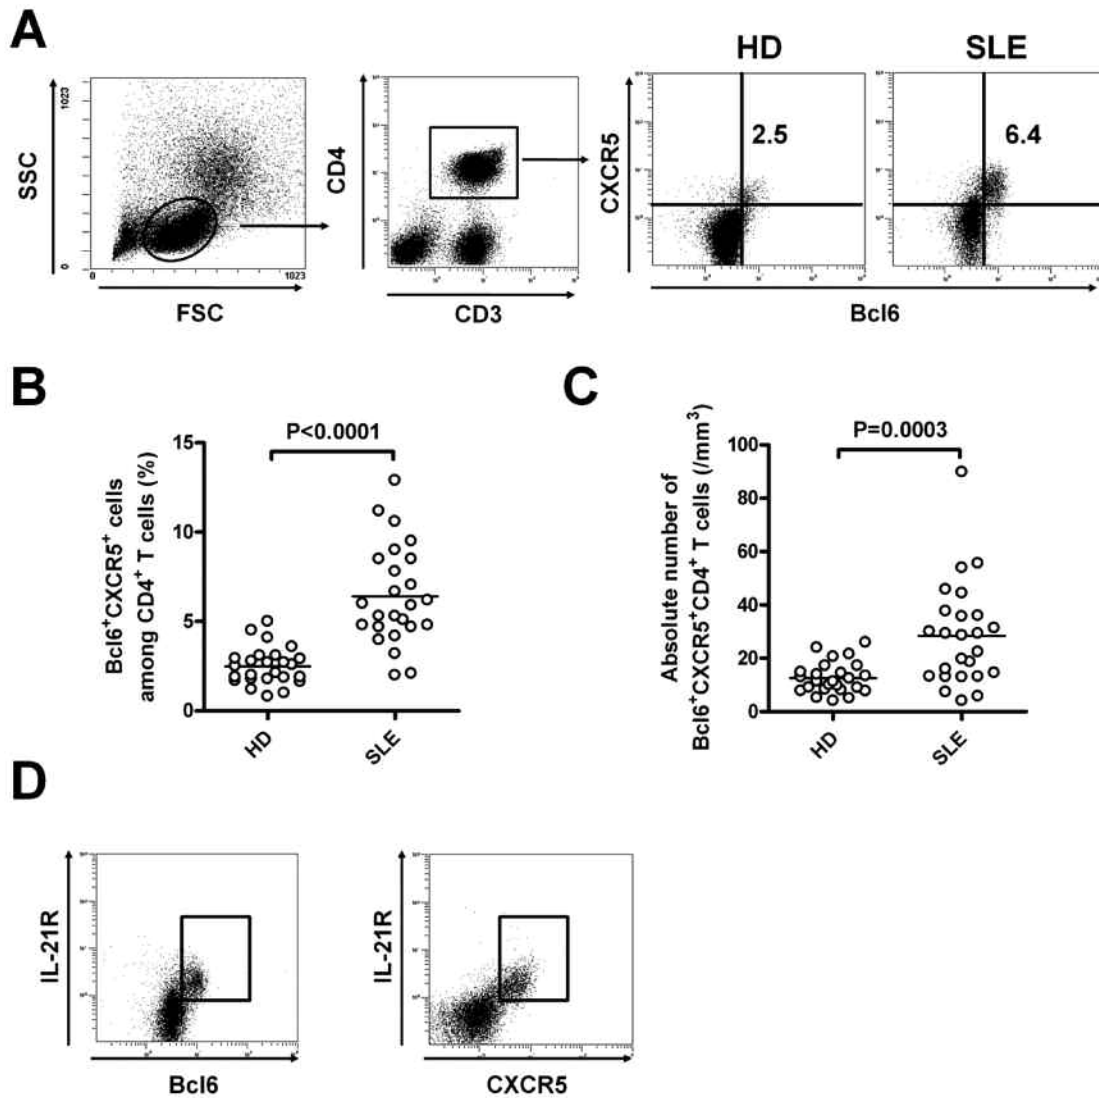 A
HD
SLE
SSC
1023
0
0
1023
FSC
CD4
CD3
CXCR5
2.5
6.4
Bcl6
B
P<0.0001
Bcl6⁺CXCR5⁺ cells
among CD4⁺ T cells (%)
15
10
5
0
HD
SLE
C
P=0.0003
Absolute number of
Bcl6⁺CXCR5⁺CD4⁺ T cells (/mm³)
100
80
60
40
20
0
HD
SLE
D
IL-21R
Bcl6
IL-21R
CXCR5